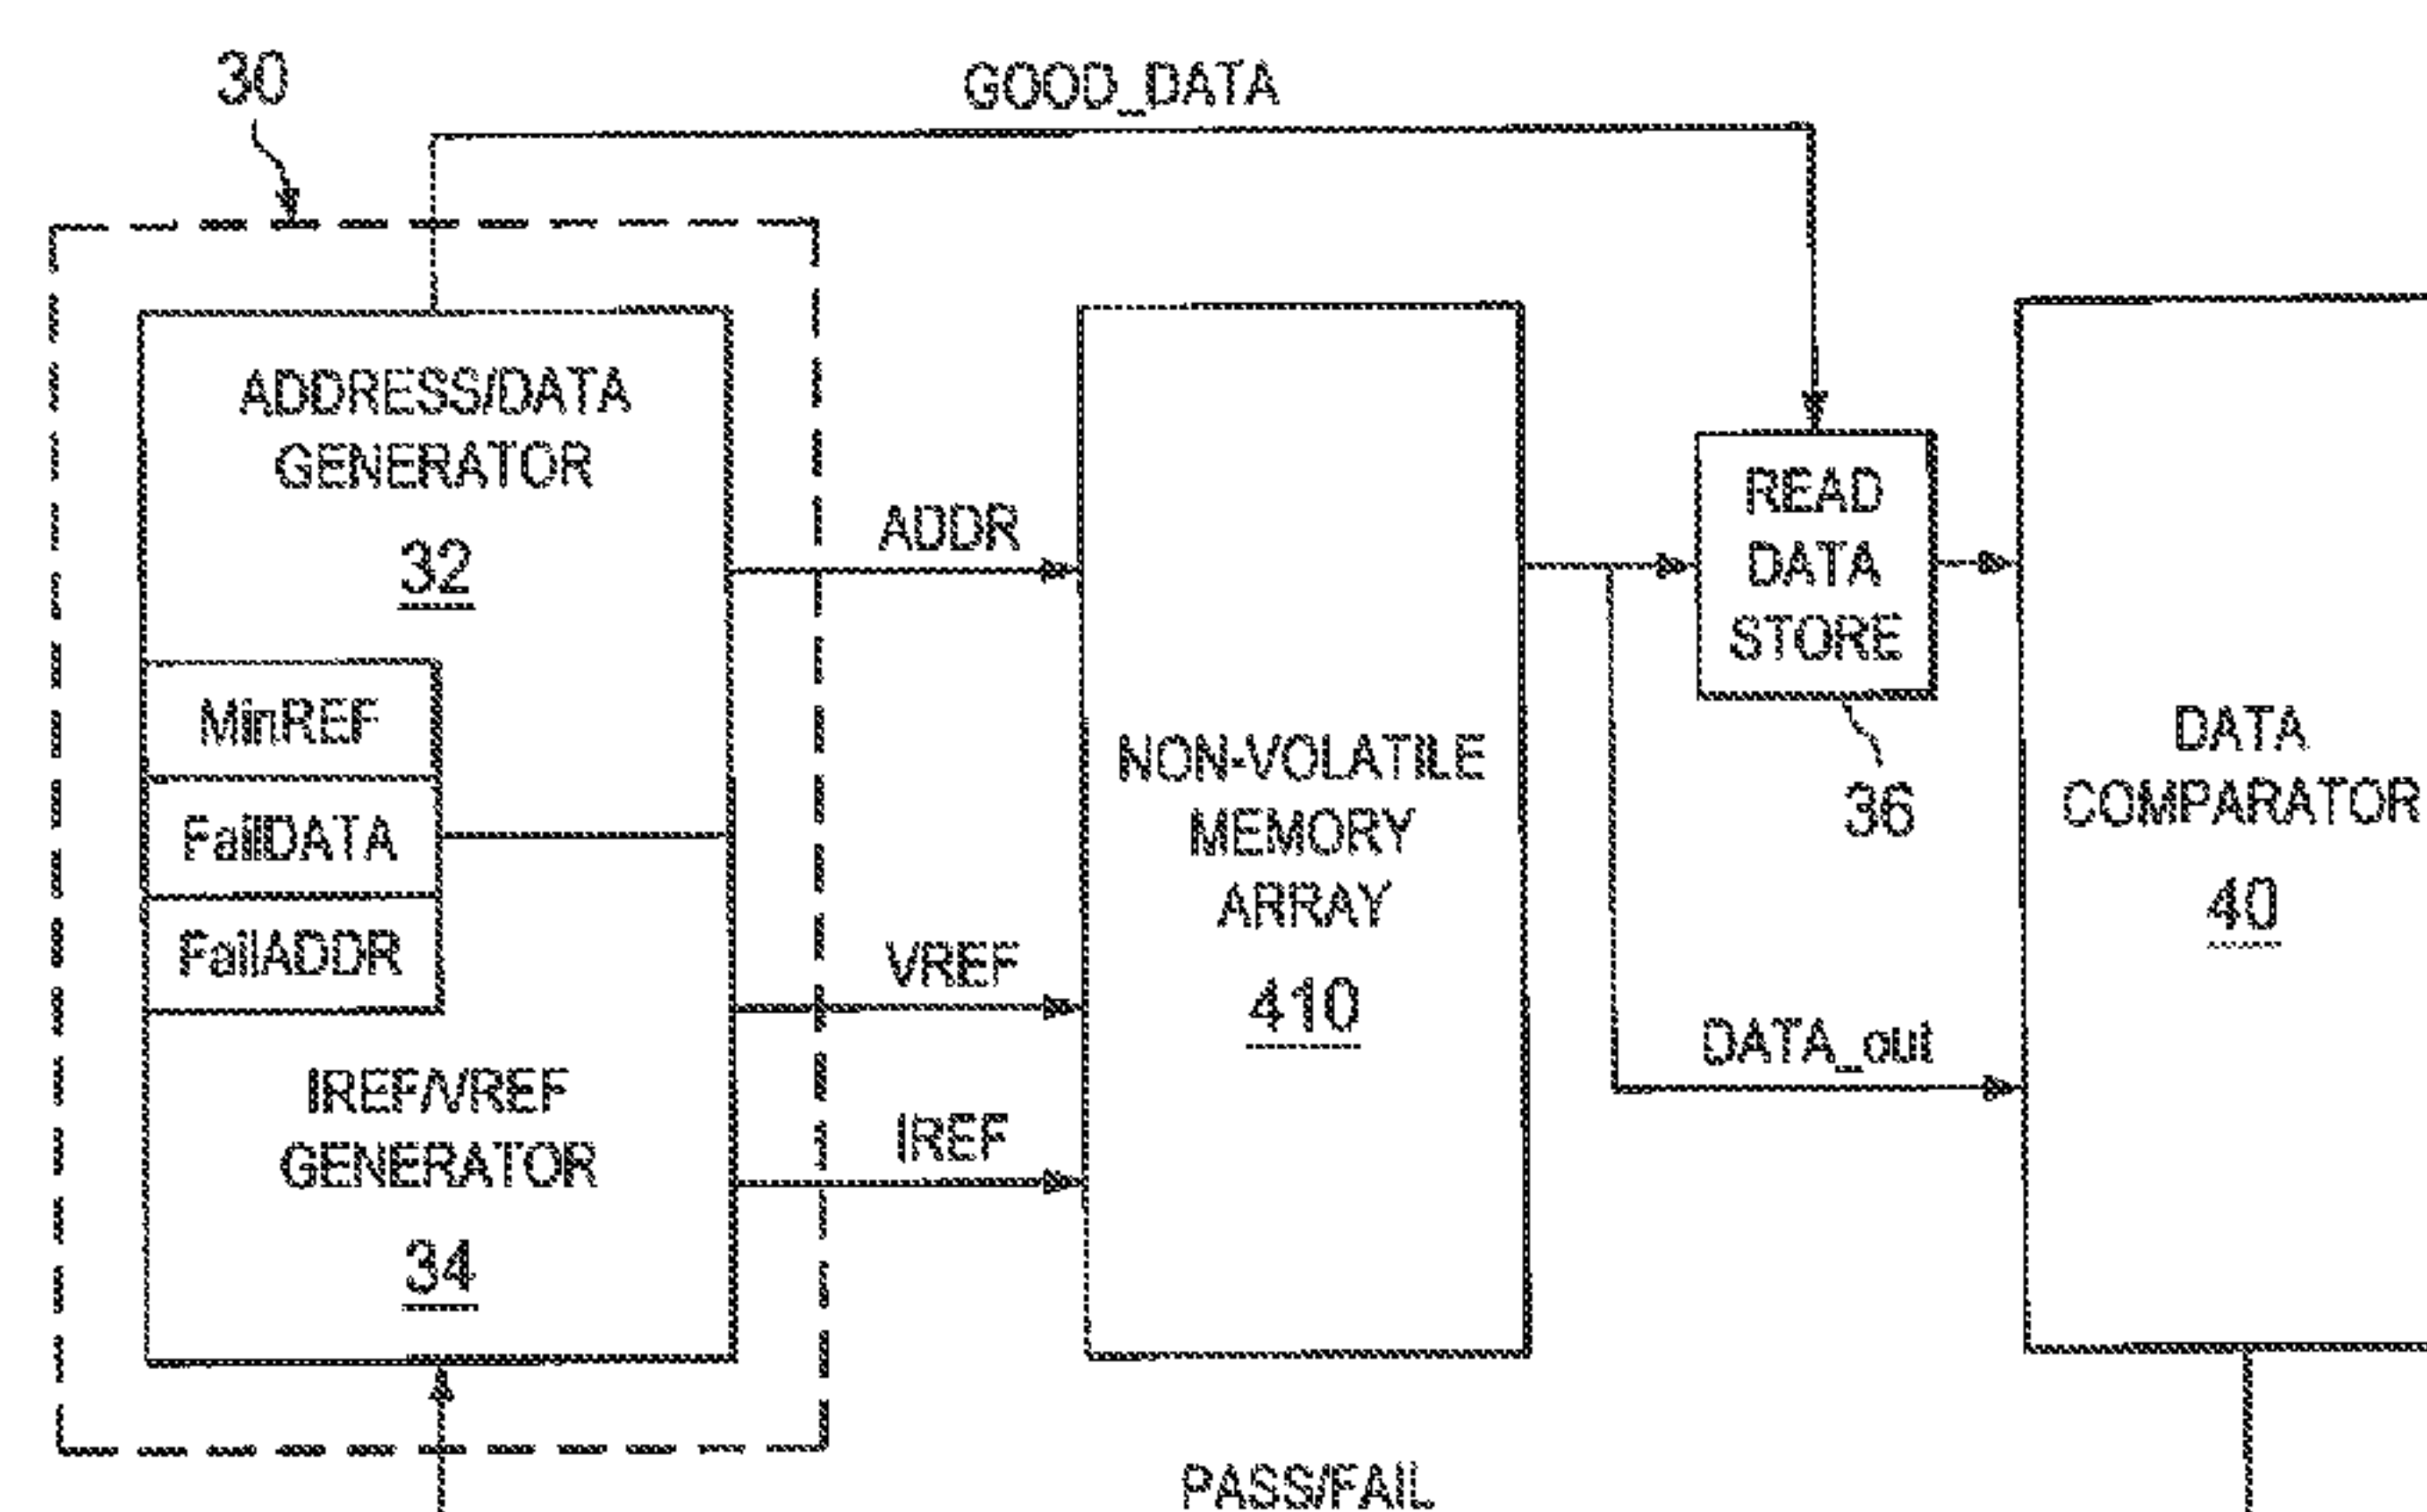 30
GOOD_DATA
ADDRESS/DATA
GENERATOR
32
MinREF
FailDATA
FailADDR
IREF/VREF
GENERATOR
34
ADDR
VREF
IREF
NON-VOLATILE
MEMORY
ARRAY
410
READ
DATA
STORE
36
DATA_out
DATA
COMPARATOR
40
PASS/FAIL